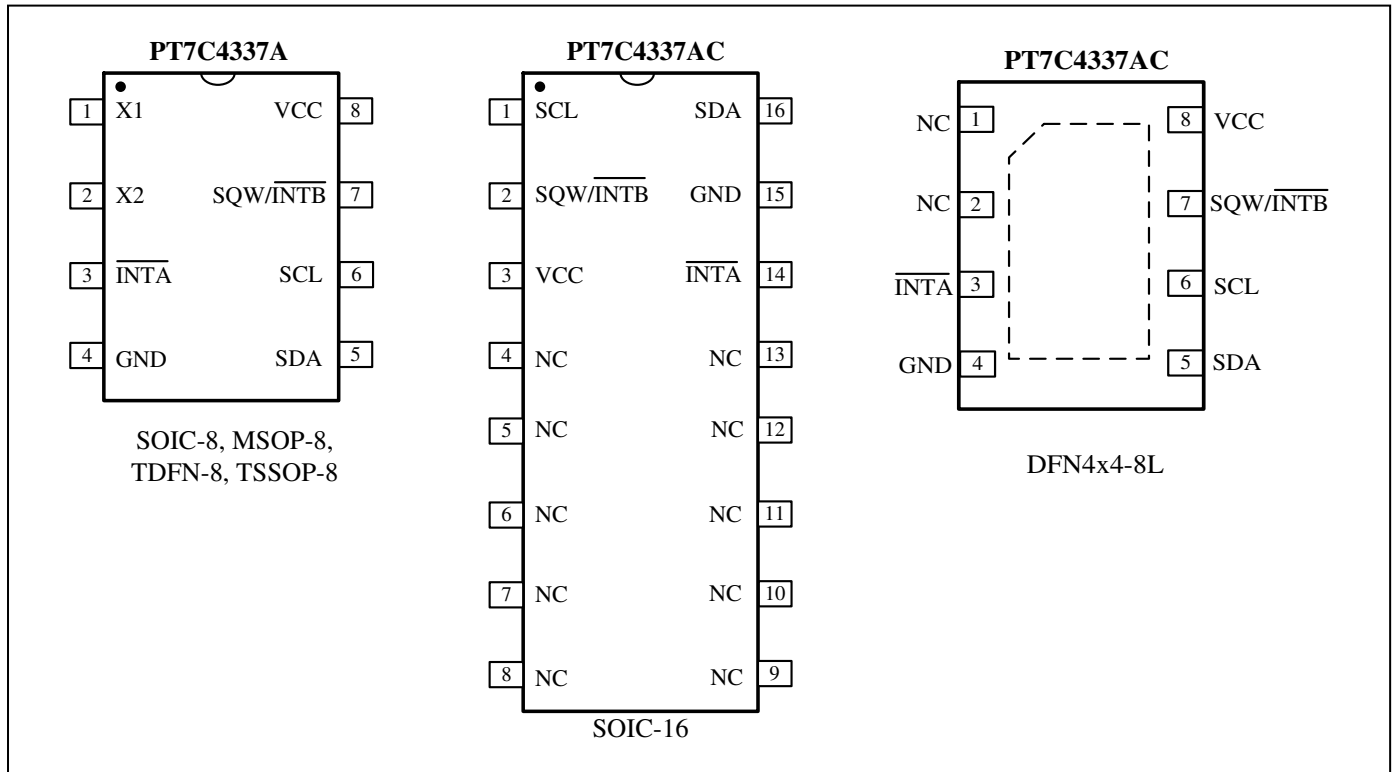 PT7C4337A
1 X1 VCC 8
2 X2 SQW/INTB 7
3 INTA SCL 6
4 GND SDA 5
SOIC-8, MSOP-8,
TDFN-8, TSSOP-8
PT7C4337AC
1 SCL SDA 16
2 SQW/INTB GND 15
3 VCC INTA 14
4 NC NC 13
5 NC NC 12
6 NC NC 11
7 NC NC 10
8 NC NC 9
SOIC-16
PT7C4337AC
NC 1 8 VCC
NC 2 7 SQW/INTB
INTA 3 6 SCL
GND 4 5 SDA
DFN4x4-8L